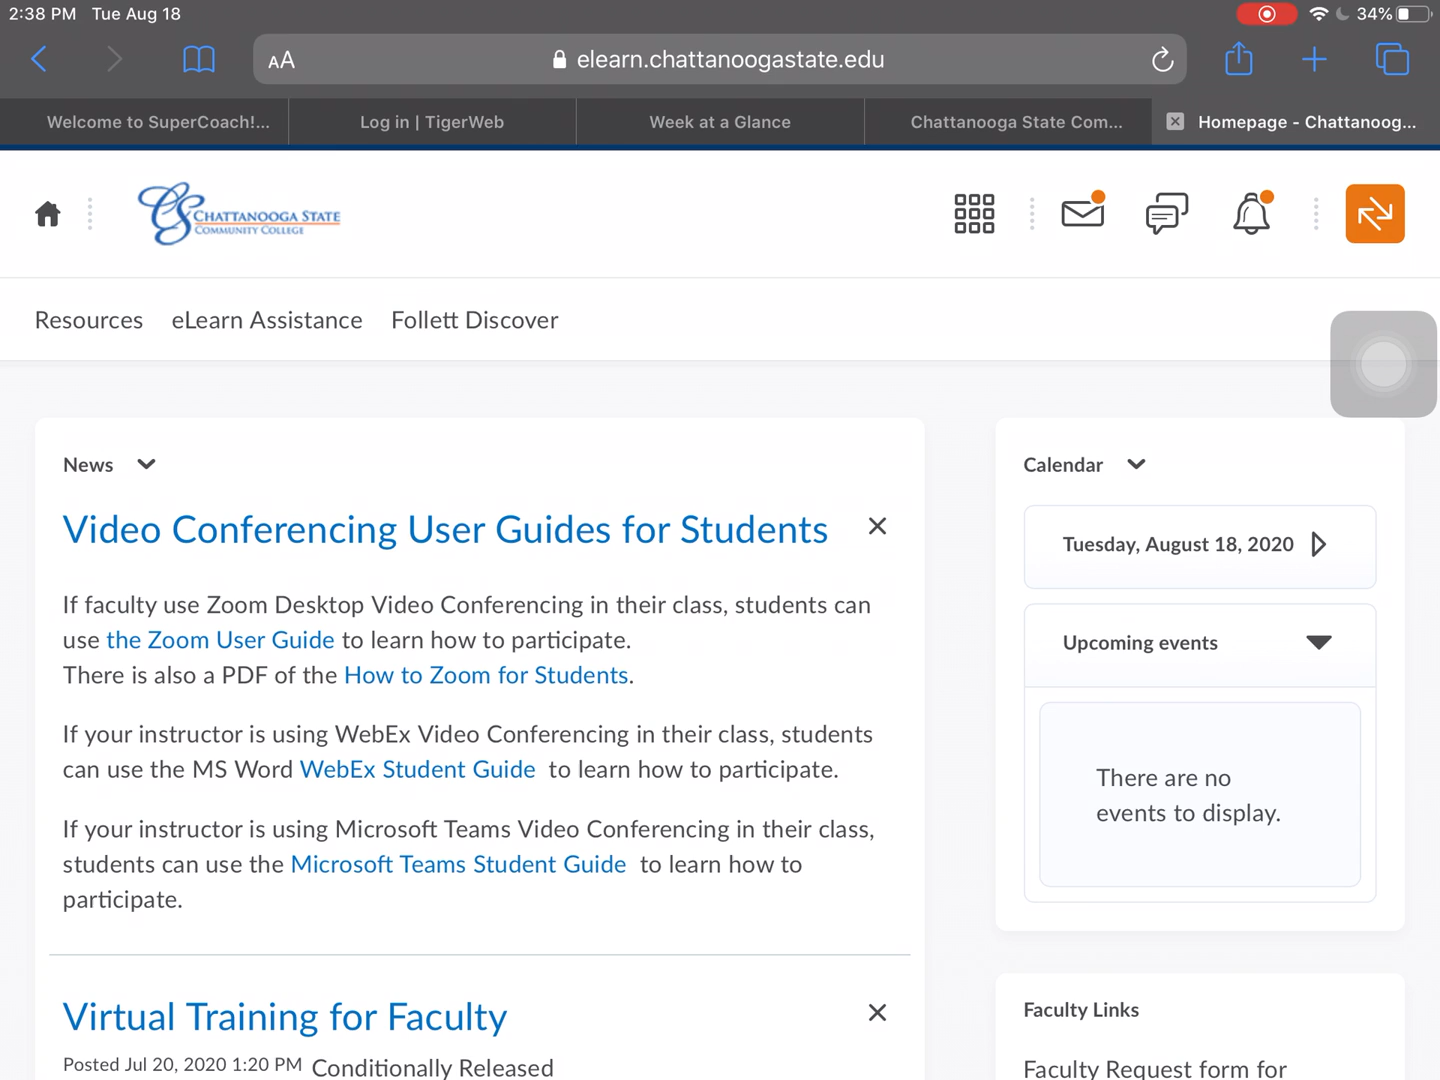 2:38 PM Tue Aug 18
34%
AA elearn.chattanoogastate.edu
Welcome to SuperCoach!... Log in | TigerWeb Week at a Glance Chattanooga State Com... Homepage - Chattanoog...
CS CHATTANOOGA STATE
COMMUNITY COLLEGE
Resources eLearn Assistance Follett Discover
News
Video Conferencing User Guides for Students
If faculty use Zoom Desktop Video Conferencing in their class, students can
use the Zoom User Guide to learn how to participate.
There is also a PDF of the How to Zoom for Students.
If your instructor is using WebEx Video Conferencing in their class, students
can use the MS Word WebEx Student Guide to learn how to participate.
If your instructor is using Microsoft Teams Video Conferencing in their class,
students can use the Microsoft Teams Student Guide to learn how to
participate.
Virtual Training for Faculty
Posted Jul 20, 2020 1:20 PM Conditionally Released
Calendar
Tuesday, August 18, 2020
Upcoming events
There are no
events to display.
Faculty Links
Faculty Request form for